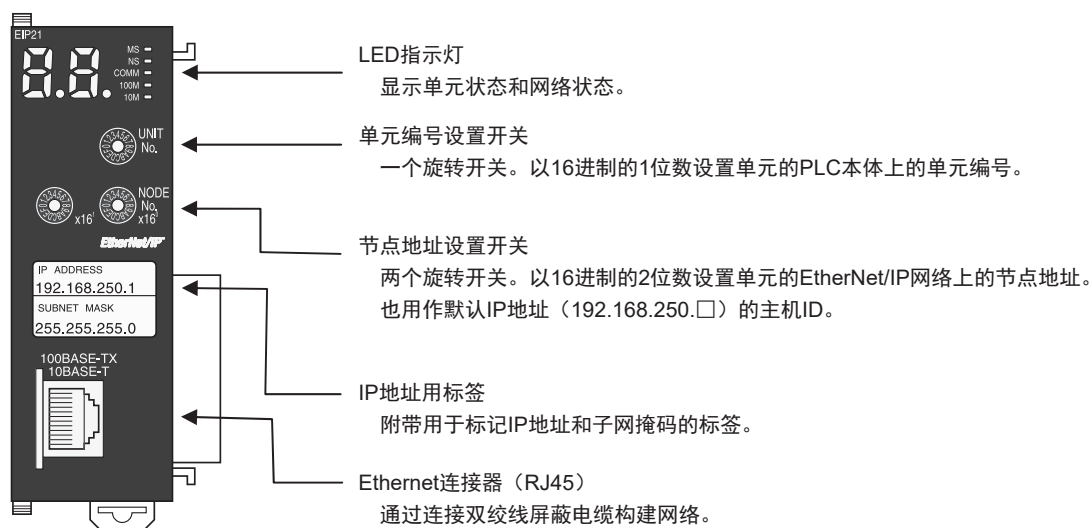 EIP21
8.8.
MS
NS
COMM
100M
10M
UNIT
No.
NODE
No.
x16¹
x16⁰
EtherNet/IP
IP ADDRESS
192.168.250.1
SUBNET MASK
255.255.255.0
100BASE-TX
10BASE-T
LED指示灯
显示单元状态和网络状态。
单元编号设置开关
一个旋转开关。以16进制的1位数设置单元的PLC本体上的单元编号。
节点地址设置开关
两个旋转开关。以16进制的2位数设置单元的EtherNet/IP网络上的节点地址。
也用作默认IP地址（192.168.250.□）的主机ID。
IP地址用标签
附带用于标记IP地址和子网掩码的标签。
Ethernet连接器（RJ45）
通过连接双绞线屏蔽电缆构建网络。